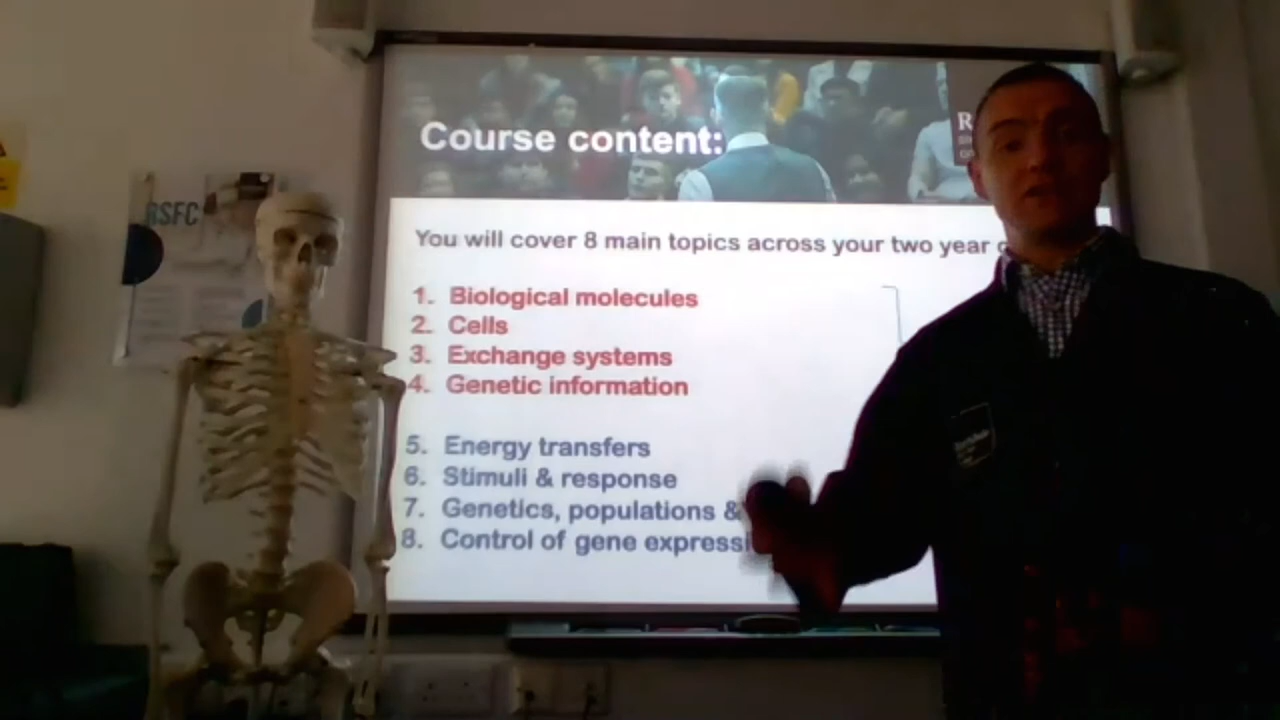 Course content:
R
RSFC
You will cover 8 main topics across your two year
1. Biological molecules
2. Cells
3. Exchange systems
4. Genetic information
5. Energy transfers
6. Stimuli & response
7. Genetics, populations &
8. Control of gene expressi